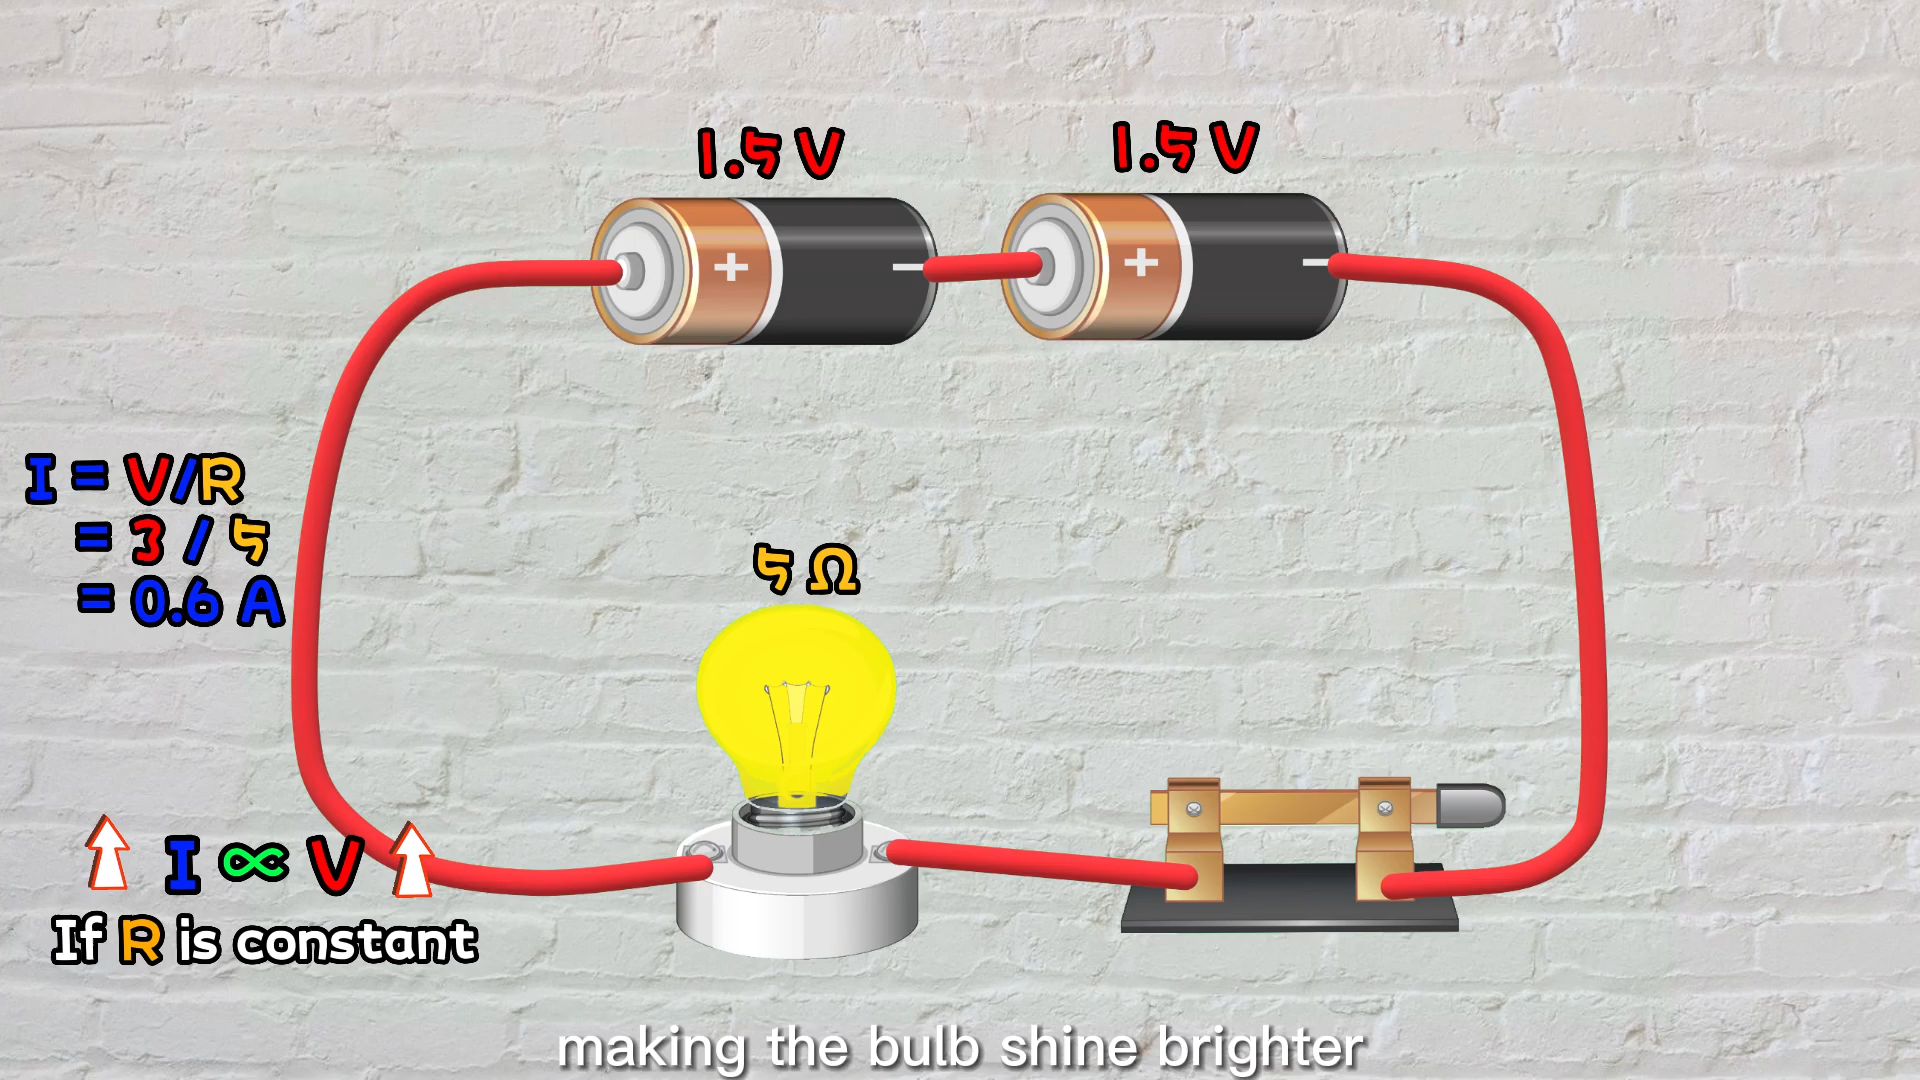 1.5 V
1.5 V
+ −
+ −
I = V/R
= 3 / 5
= 0.6 A
5 Ω
I ∝ V
If R is constant
making the bulb shine brighter